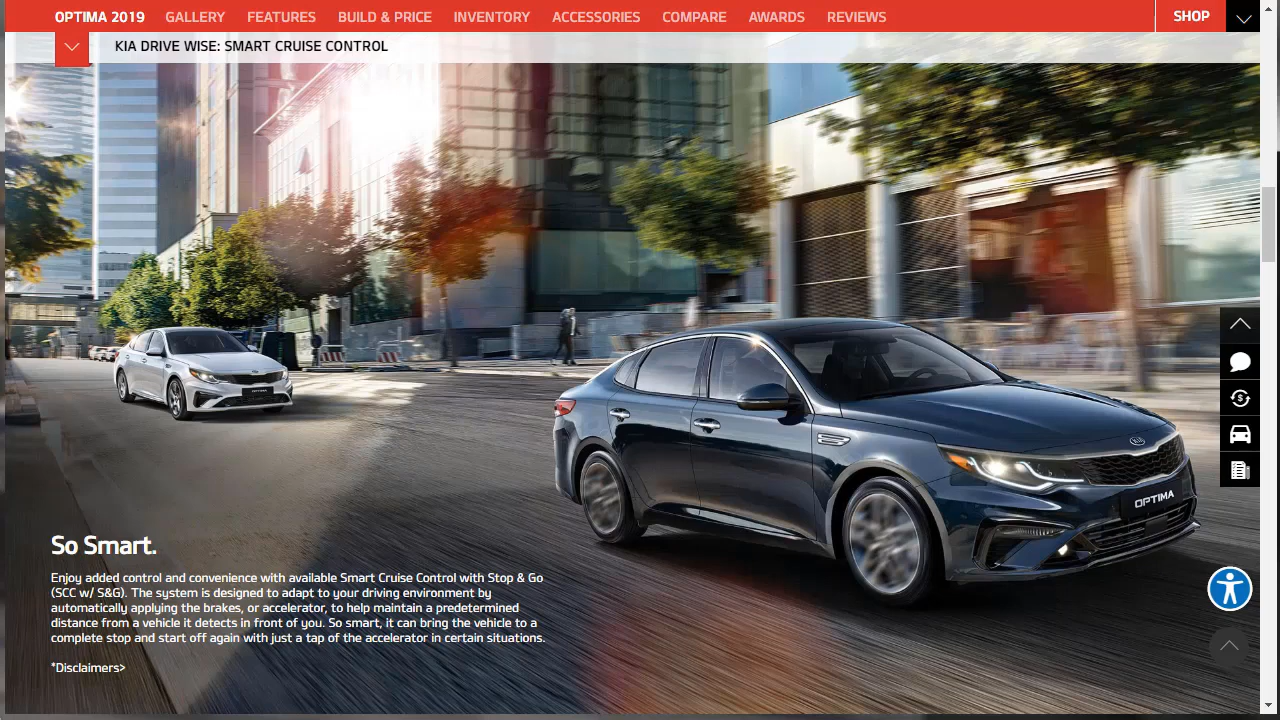 OPTIMA 2019 GALLERY FEATURES BUILD & PRICE INVENTORY ACCESSORIES COMPARE AWARDS REVIEWS SHOP
KIA DRIVE WISE: SMART CRUISE CONTROL
KIA
OPTIMA
OPTIMA
So Smart.
Enjoy added control and convenience with available Smart Cruise Control with Stop & Go
(SCC w/ S&G). The system is designed to adapt to your driving environment by
automatically applying the brakes, or accelerator, to help maintain a predetermined
distance from a vehicle it detects in front of you. So smart, it can bring the vehicle to a
complete stop and start off again with just a tap of the accelerator in certain situations.
*Disclaimers>